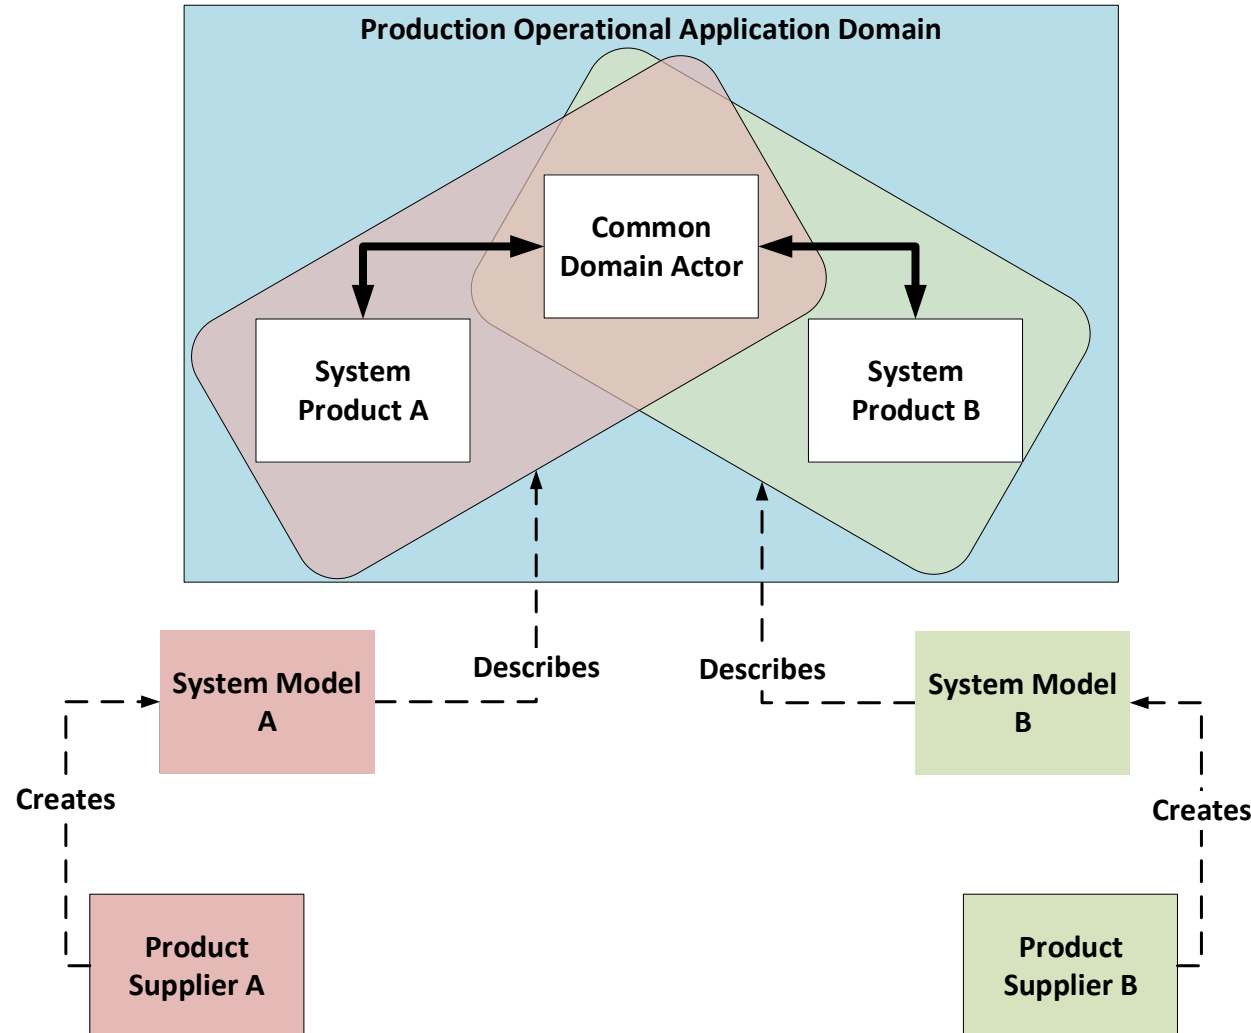 Production Operational Application Domain
Common
Domain Actor
System
Product A
System
Product B
Describes
Describes
System Model
A
System Model
B
Creates
Creates
Product
Supplier A
Product
Supplier B